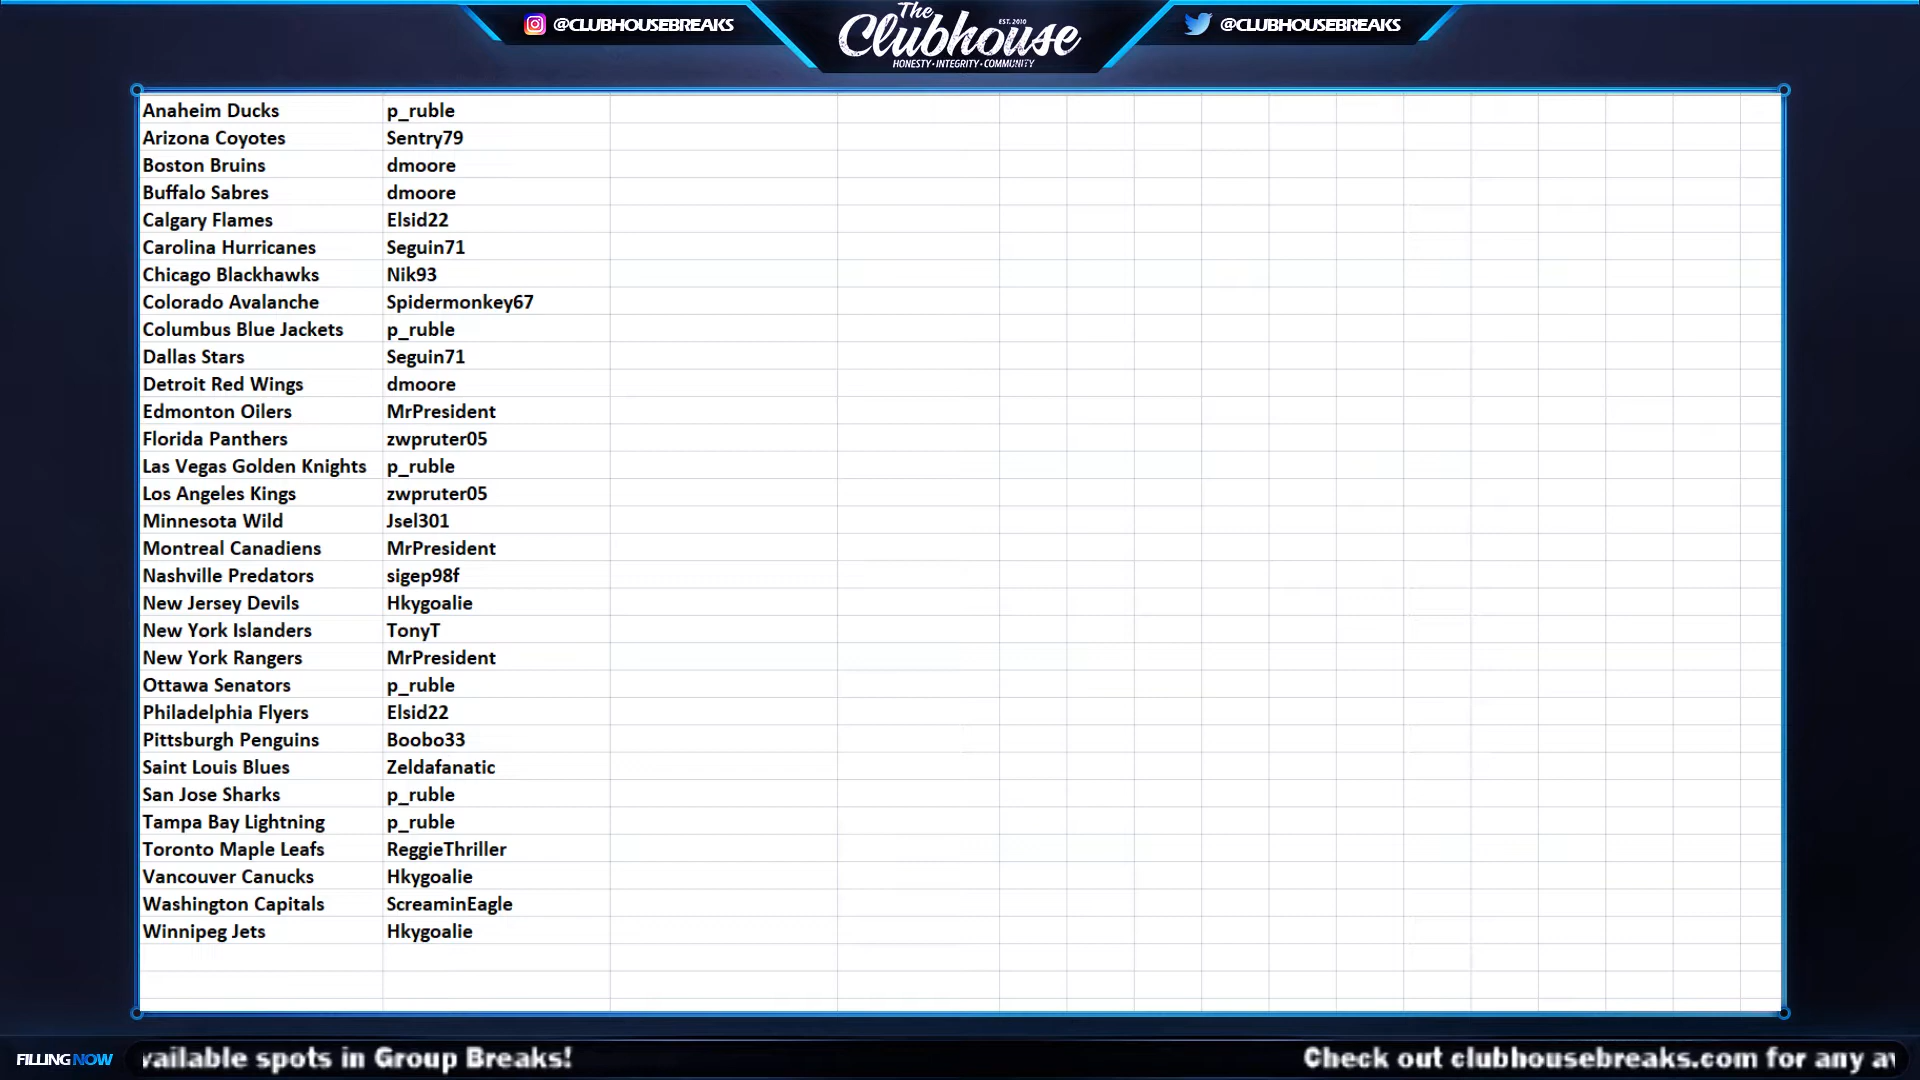 @CLUBHOUSEBREAKS
The Clubhouse
EST. 2010
HONESTY • INTEGRITY • COMMUNITY
@CLUBHOUSEBREAKS
Anaheim Ducks p_ruble
Arizona Coyotes Sentry79
Boston Bruins dmoore
Buffalo Sabres dmoore
Calgary Flames Elsid22
Carolina Hurricanes Seguin71
Chicago Blackhawks Nik93
Colorado Avalanche Spidermonkey67
Columbus Blue Jackets p_ruble
Dallas Stars Seguin71
Detroit Red Wings dmoore
Edmonton Oilers MrPresident
Florida Panthers zwpruter05
Las Vegas Golden Knights p_ruble
Los Angeles Kings zwpruter05
Minnesota Wild Jsel301
Montreal Canadiens MrPresident
Nashville Predators sigep98f
New Jersey Devils Hkygoalie
New York Islanders TonyT
New York Rangers MrPresident
Ottawa Senators p_ruble
Philadelphia Flyers Elsid22
Pittsburgh Penguins Boobo33
Saint Louis Blues Zeldafanatic
San Jose Sharks p_ruble
Tampa Bay Lightning p_ruble
Toronto Maple Leafs ReggieThriller
Vancouver Canucks Hkygoalie
Washington Capitals ScreaminEagle
Winnipeg Jets Hkygoalie
FILLING NOW vailable spots in Group Breaks! Check out clubhousebreaks.com for any av